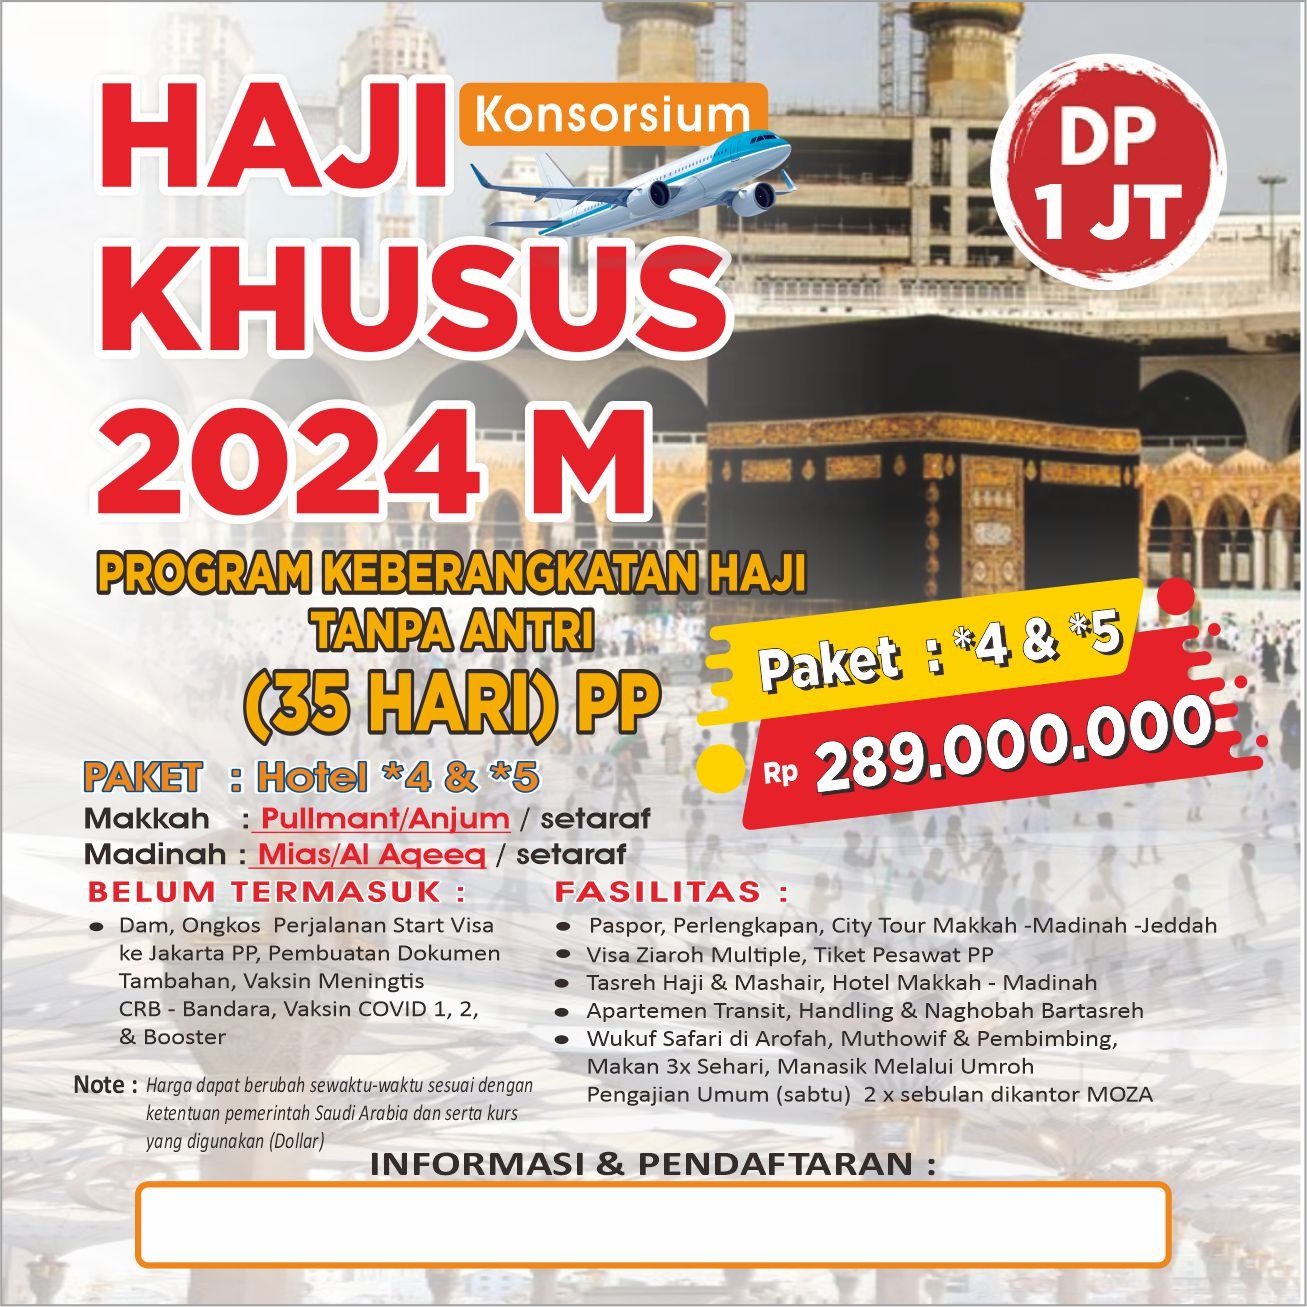 HAJI Konsorsium
KHUSUS
2024 M
DP
1 JT
PROGRAM KEBERANGKATAN HAJI
TANPA ANTRI
(35 HARI) PP
Paket : *4 & *5
Rp 289.000.000
PAKET : Hotel *4 & *5
Makkah : Pullmant/Anjum / setaraf
Madinah : Mias/Al Aqeeq / setaraf
BELUM TERMASUK :
• Dam, Ongkos Perjalanan Start Visa
ke Jakarta PP, Pembuatan Dokumen
Tambahan, Vaksin Meningtis
CRB - Bandara, Vaksin COVID 1, 2,
& Booster
Note : Harga dapat berubah sewaktu-waktu sesuai dengan
ketentuan pemerintah Saudi Arabia dan serta kurs
yang digunakan (Dollar)
FASILITAS :
• Paspor, Perlengkapan, City Tour Makkah -Madinah -Jeddah
• Visa Ziaroh Multiple, Tiket Pesawat PP
• Tasreh Haji & Mashair, Hotel Makkah - Madinah
• Apartemen Transit, Handling & Naghobah Bartasreh
• Wukuf Safari di Arofah, Muthowif & Pembimbing,
Makan 3x Sehari, Manasik Melalui Umroh
Pengajian Umum (sabtu) 2 x sebulan dikantor MOZA
INFORMASI & PENDAFTARAN :